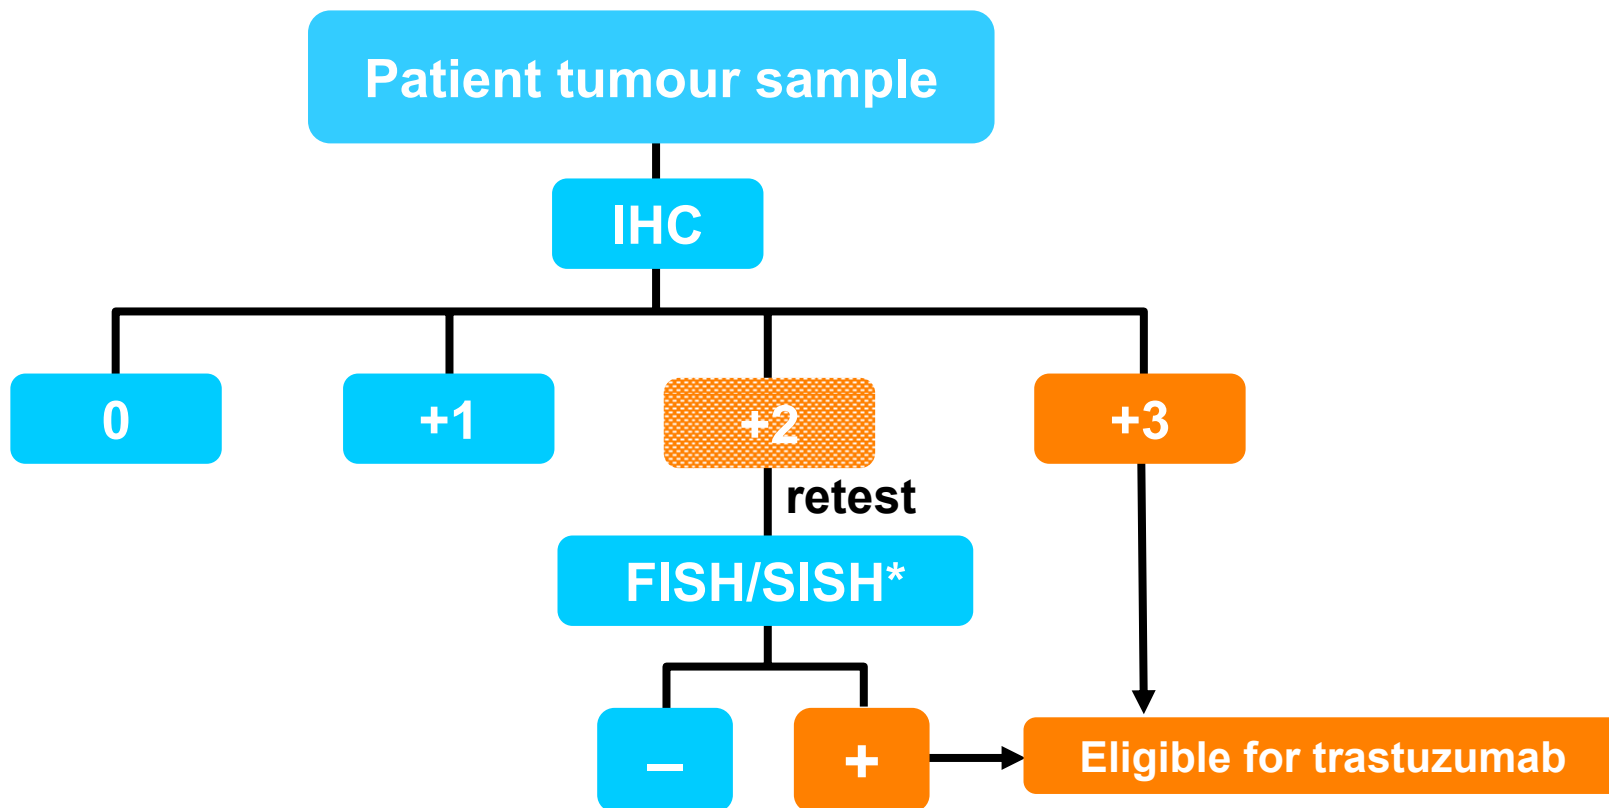 Patient tumour sample
IHC
0
+1
+2
+3
retest
FISH/SISH*
–
+
Eligible for trastuzumab